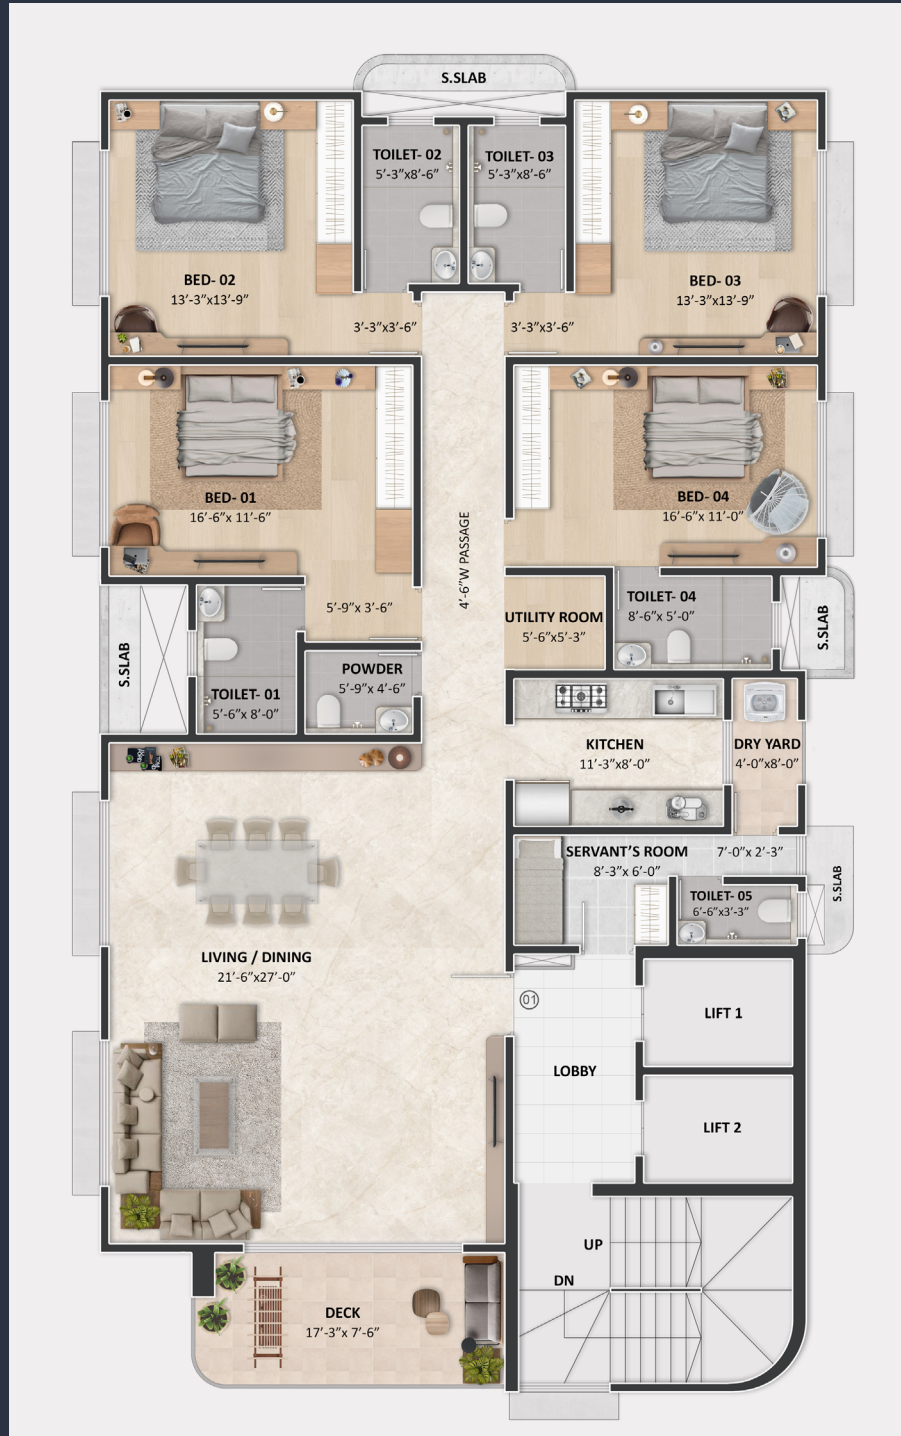 S.SLAB
TOILET- 02
5'-3"x8'-6"
TOILET- 03
5'-3"x8'-6"
BED- 02
13'-3"x13'-9"
BED- 03
13'-3"x13'-9"
3'-3"x3'-6"
3'-3"x3'-6"
BED- 01
16'-6"x 11'-6"
BED- 04
16'-6"x 11'-0"
4'-6"W PASSAGE
5'-9"x 3'-6"
UTILITY ROOM
5'-6"x5'-3"
TOILET- 04
8'-6"x 5'-0"
S.SLAB
S.SLAB
TOILET- 01
5'-6"x 8'-0"
POWDER
5'-9"x 4'-6"
KITCHEN
11'-3"x8'-0"
DRY YARD
4'-0"x8'-0"
SERVANT'S ROOM
8'-3"x 6'-0"
7'-0"x 2'-3"
TOILET- 05
6'-6"x3'-3"
S.SLAB
LIVING / DINING
21'-6"x27'-0"
01
LOBBY
LIFT 1
LIFT 2
UP
DN
DECK
17'-3"x 7'-6"